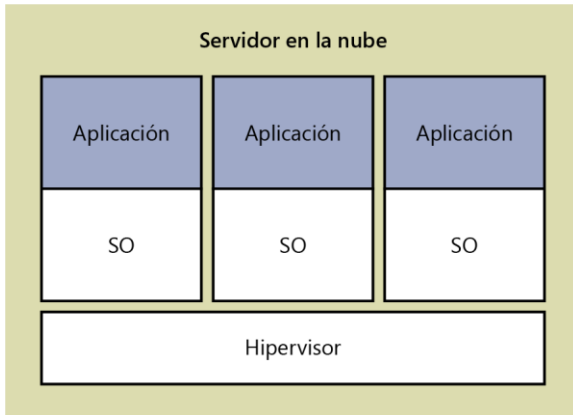 Servidor en la nube
Aplicación
Aplicación
Aplicación
SO
SO
SO
Hipervisor